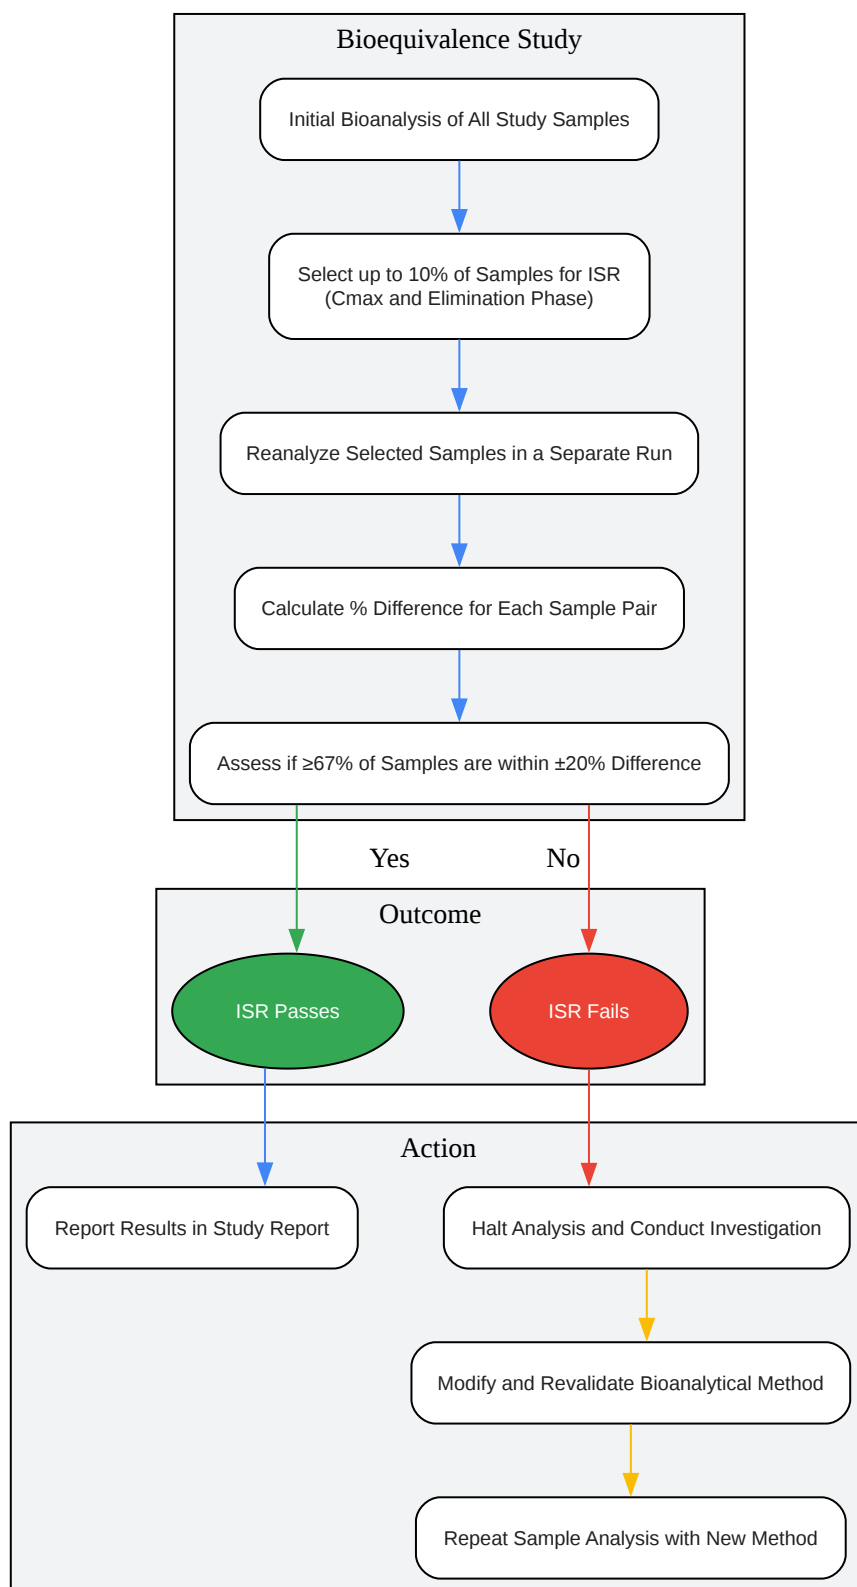 Bioequivalence Study
Initial Bioanalysis of All Study Samples
Select up to 10% of Samples for ISR
(Cmax and Elimination Phase)
Reanalyze Selected Samples in a Separate Run
Calculate % Difference for Each Sample Pair
Assess if ≥67% of Samples are within ±20% Difference
Yes
No
Outcome
ISR Passes
ISR Fails
Action
Report Results in Study Report
Halt Analysis and Conduct Investigation
Modify and Revalidate Bioanalytical Method
Repeat Sample Analysis with New Method